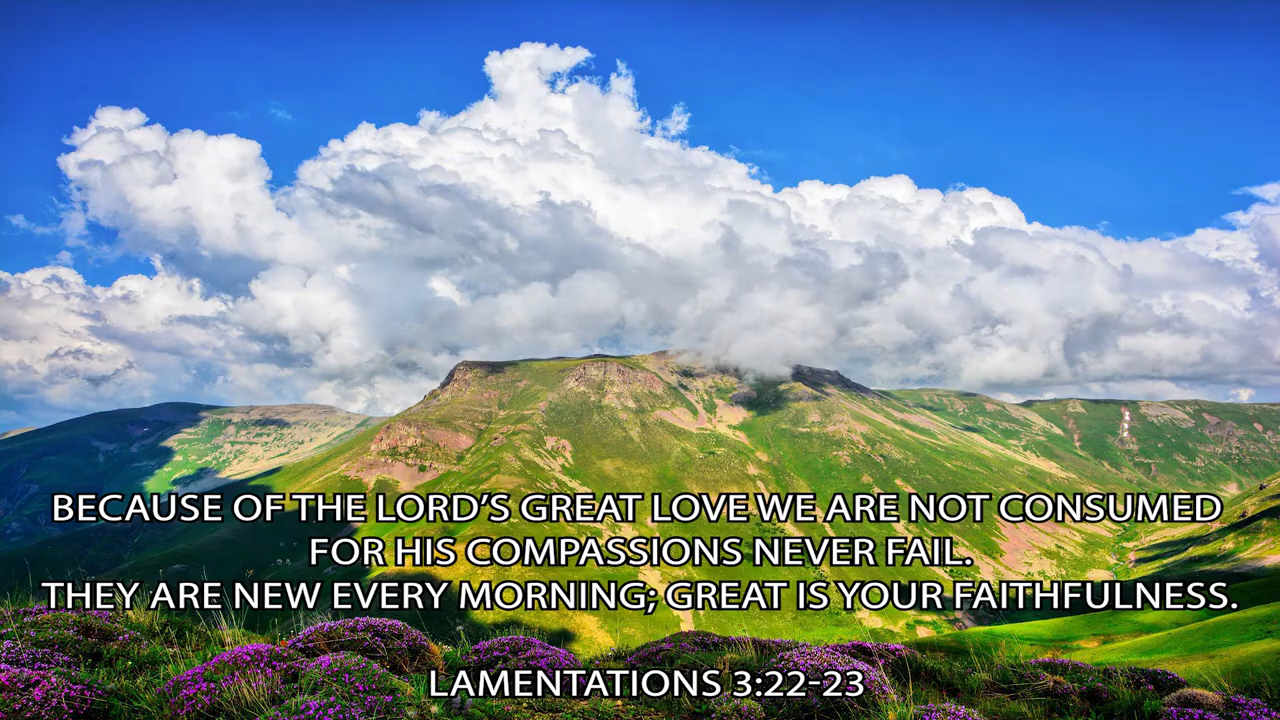 BECAUSE OF THE LORD’S GREAT LOVE WE ARE NOT CONSUMED
FOR HIS COMPASSIONS NEVER FAIL.
THEY ARE NEW EVERY MORNING; GREAT IS YOUR FAITHFULNESS.
LAMENTATIONS 3:22-23